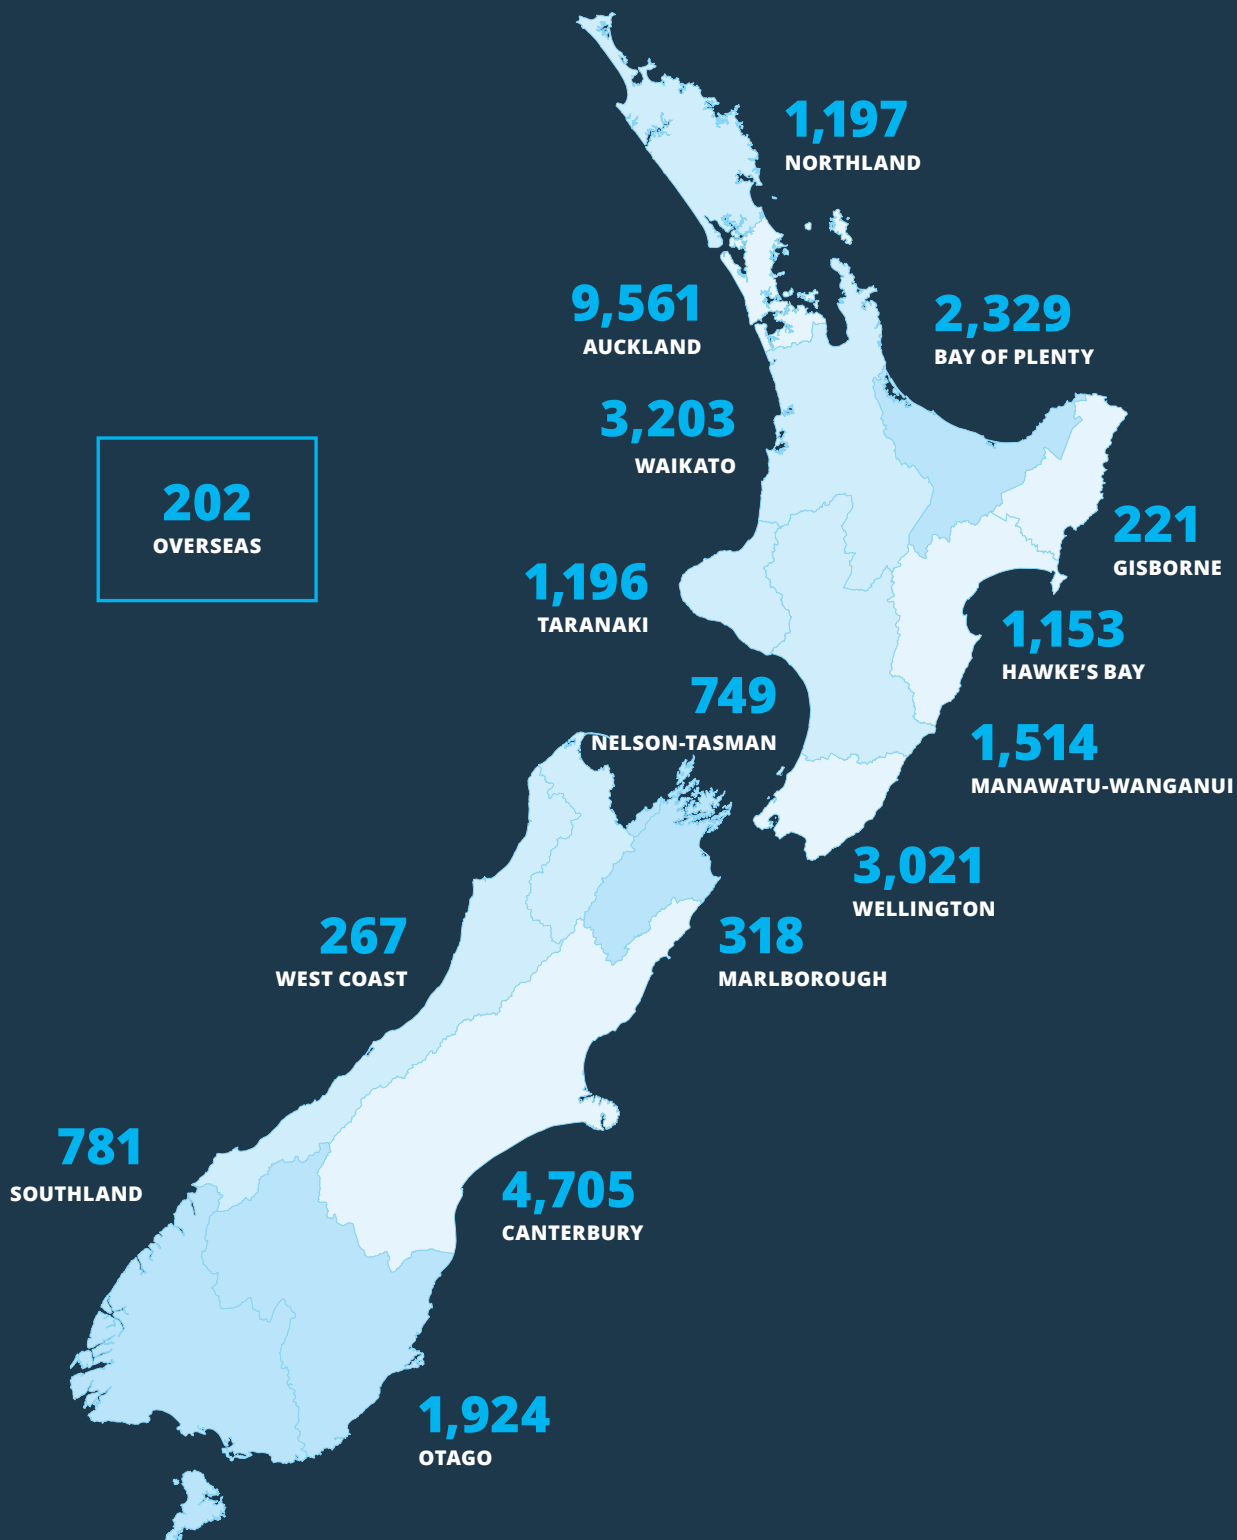 1,197
NORTHLAND
9,561
AUCKLAND
2,329
BAY OF PLENTY
3,203
WAIKATO
202
OVERSEAS
221
GISBORNE
1,196
TARANAKI
1,153
HAWKE’S BAY
749
NELSON-TASMAN
1,514
MANAWATU-WANGANUI
3,021
WELLINGTON
267
WEST COAST
318
MARLBOROUGH
781
SOUTHLAND
4,705
CANTERBURY
1,924
OTAGO